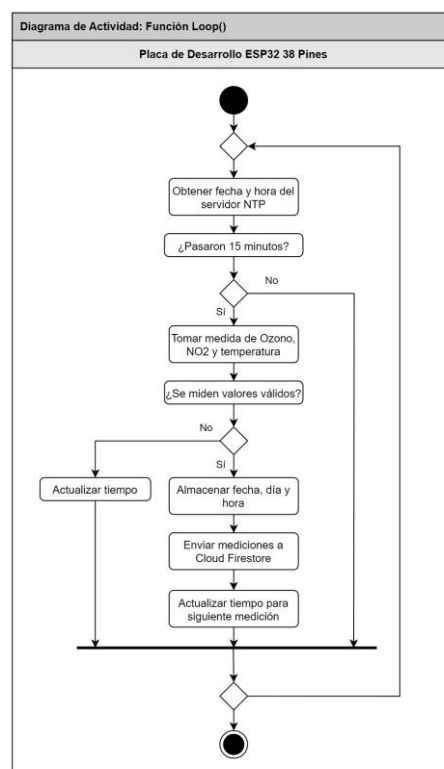 Diagrama de Actividad: Función Loop()
Placa de Desarrollo ESP32 38 Pines
Obtener fecha y hora del
servidor NTP
¿Pasaron 15 minutos?
No
Sí
Tomar medida de Ozono,
NO2 y temperatura
¿Se miden valores válidos?
No
Sí
Actualizar tiempo
Almacenar fecha, día y
hora
Enviar mediciones a
Cloud Firestore
Actualizar tiempo para
siguiente medición